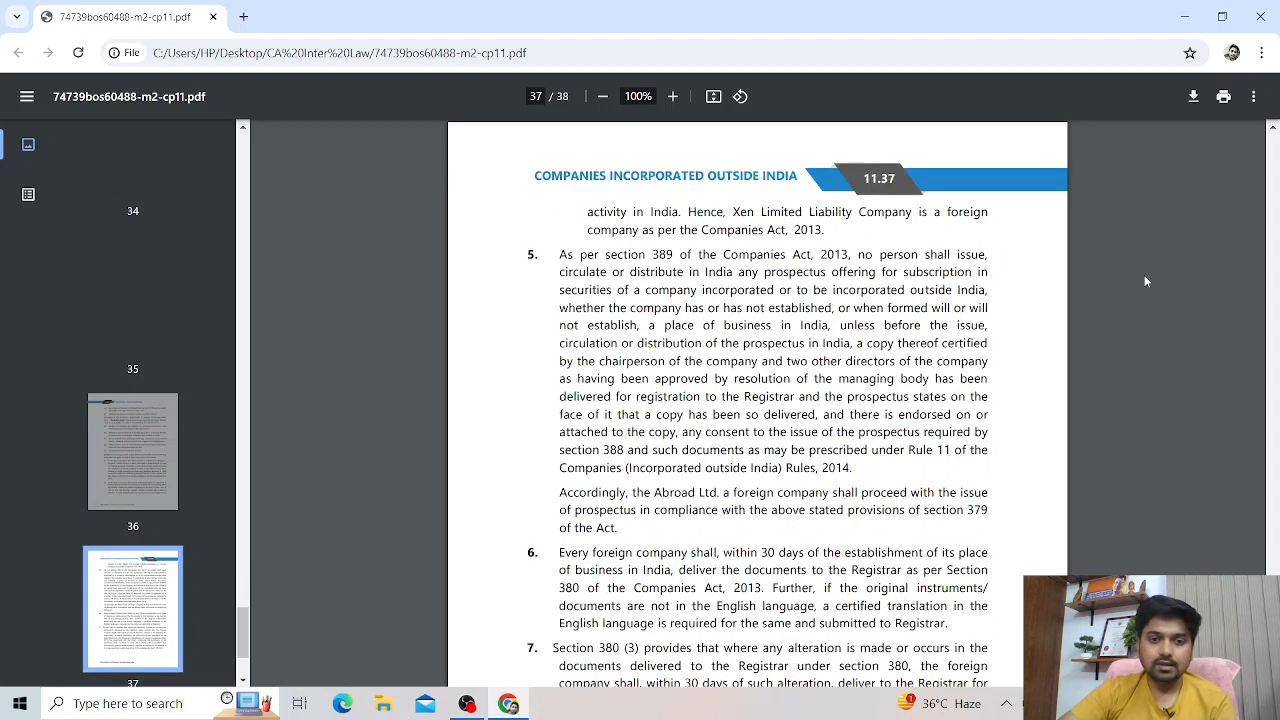 74739bos60488-m2-cp11.pdf
File
C:/Users/HP/Desktop/CA%20Inter%20Law/74739bos60488-m2-cp11.pdf
74739bos60488-m2-cp11.pdf
37 / 38
100%
34
35
36
37
COMPANIES INCORPORATED OUTSIDE INDIA
11.37
activity in India. Hence, Xen Limited Liability Company is a foreign
company as per the Companies Act, 2013.
5. As per section 389 of the Companies Act, 2013, no person shall issue,
circulate or distribute in India any prospectus offering for subscription in
securities of a company incorporated or to be incorporated outside India,
whether the company has or has not established, or when formed will or will
not establish, a place of business in India, unless before the issue,
circulation or distribution of the prospectus in India, a copy thereof certified
by the chairperson of the company and two other directors of the company
as having been approved by resolution of the managing body has been
delivered for registration to the Registrar and the prospectus states on the
face of it that a copy has been so delivered, and there is endorsed on or
attached to the copy, any consent to the issue of the prospectus required by
section 388 and such documents as may be prescribed under Rule 11 of the
Companies (Incorporated outside India) Rules, 2014.
Accordingly, the Abroad Ltd. a foreign company shall proceed with the issue
of prospectus in compliance with the above stated provisions of section 379
of the Act.
6. Every foreign company shall, within 30 days of the establishment of its place
of business in India, deliver the documents to the Registrar as per Section
380 of the Companies Act, 2013. Further, if the original instruments/
documents are not in the English language, a certified translation in the
English language is required for the same and submitted to Registrar.
7. Section 380 (3) provides that where any alteration is made or occurs in the
documents delivered to the Registrar under section 380, the foreign
company shall, within 30 days of such alteration, deliver to the Registrar for
Type here to search
1
36°C Haze